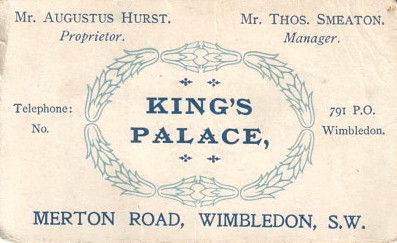 Mr. AUGUSTUS HURST.
Proprietor.
Mr. THOS. SMEATON.
Manager.
Telephone:
No.
KING'S
PALACE,
791 P.O.
Wimbledon.
MERTON ROAD, WIMBLEDON, S.W.